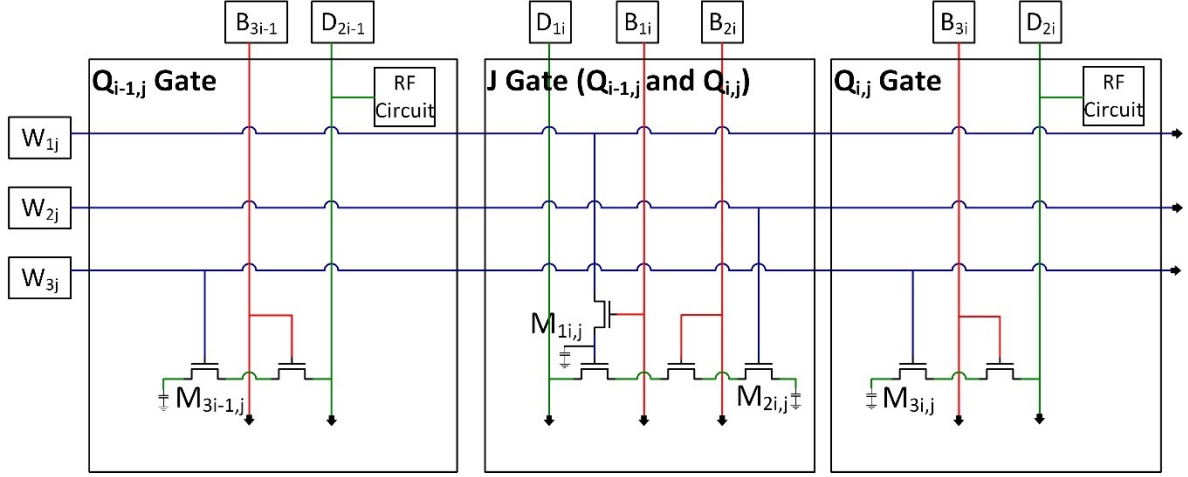 B3i-1 D2i-1 D1i B1i B2i B3i D2i
Qi-1,j Gate J Gate (Qi-1,j and Qi,j) Qi,j Gate
RF
Circuit
RF
Circuit
W1j
W2j
W3j
M1i,j
M3i-1,j
M2i,j
M3i,j